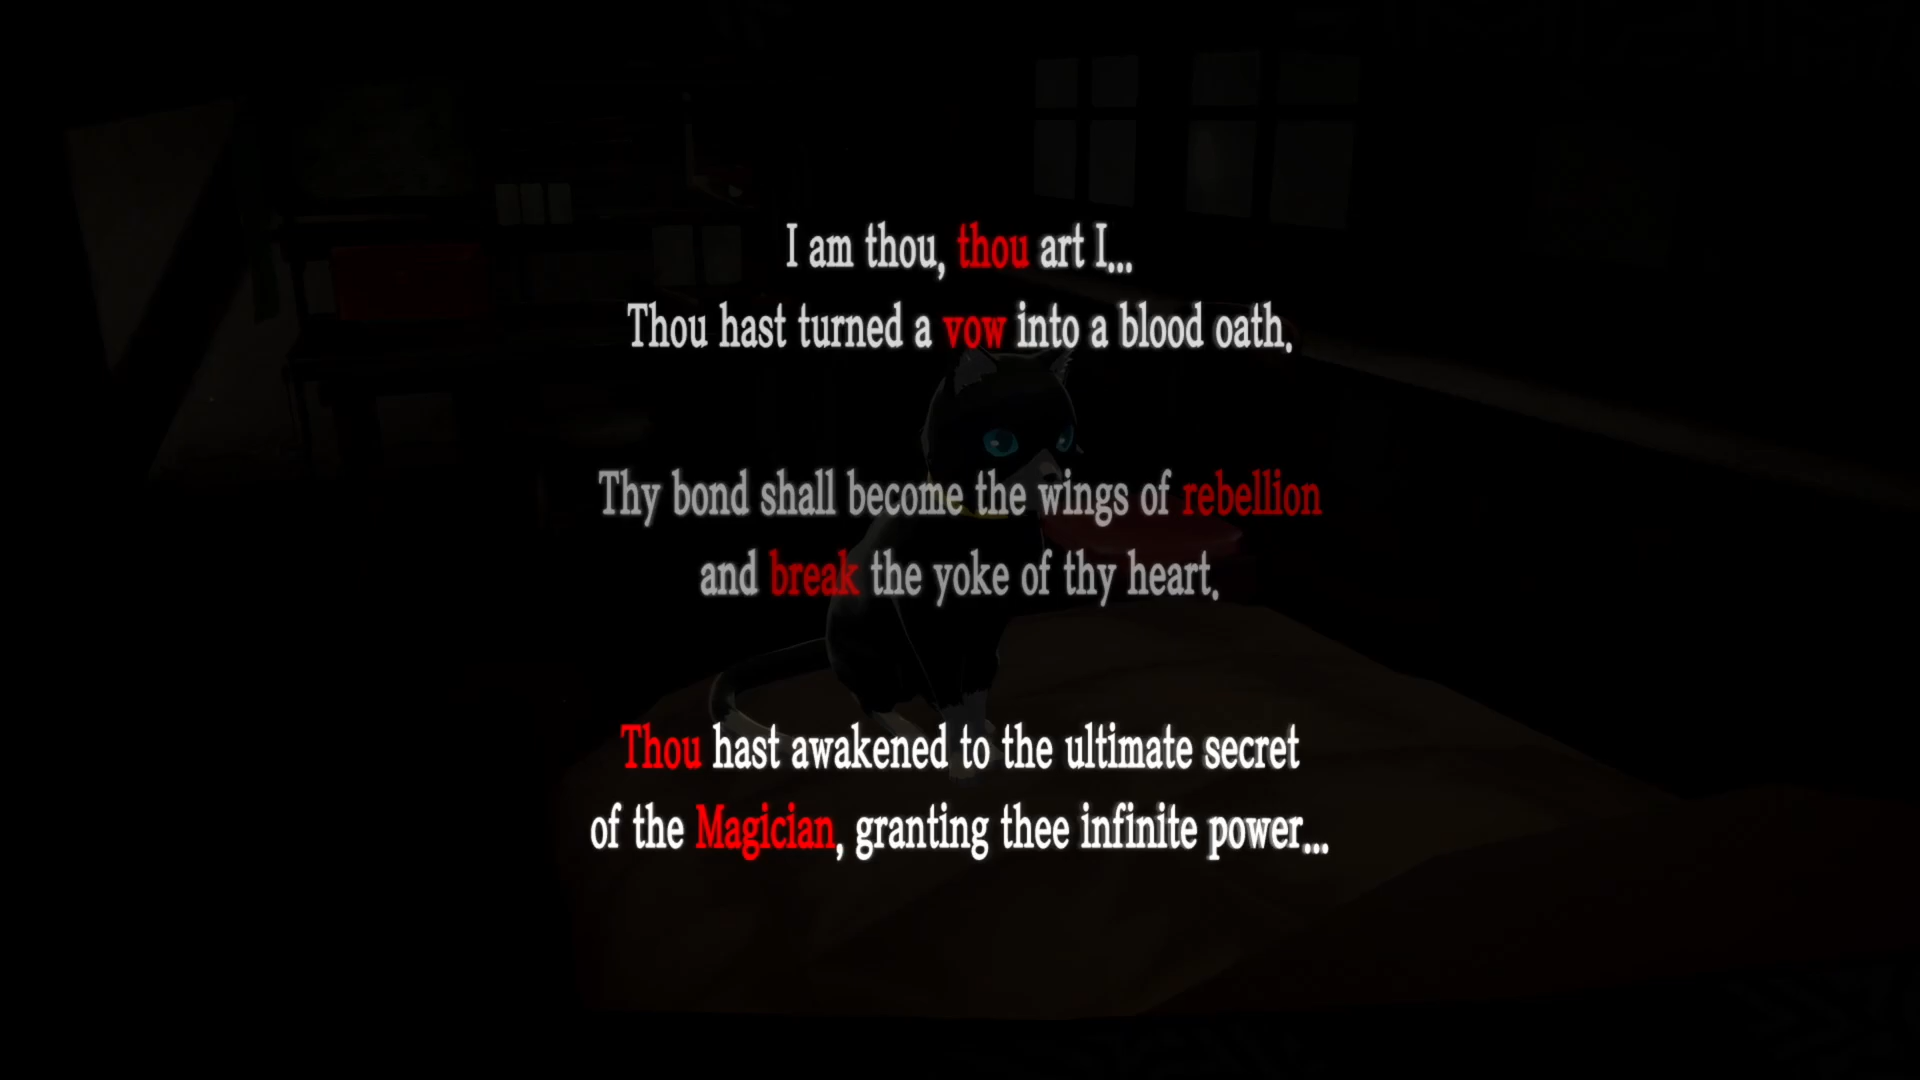 I am thou, thou art I...
Thou hast turned a vow into a blood oath.
Thy bond shall become the wings of rebellion
and break the yoke of thy heart.
Thou hast awakened to the ultimate secret
of the Magician, granting thee infinite power...